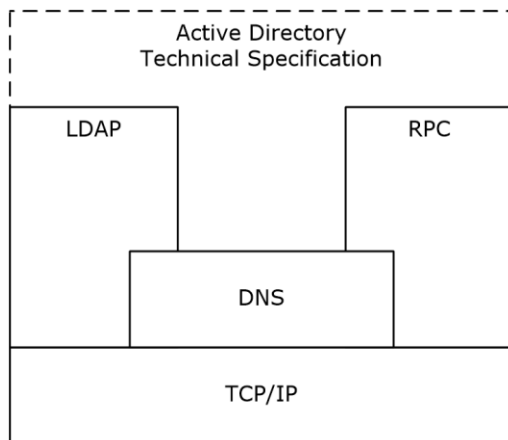 Active Directory
Technical Specification
LDAP
RPC
DNS
TCP/IP